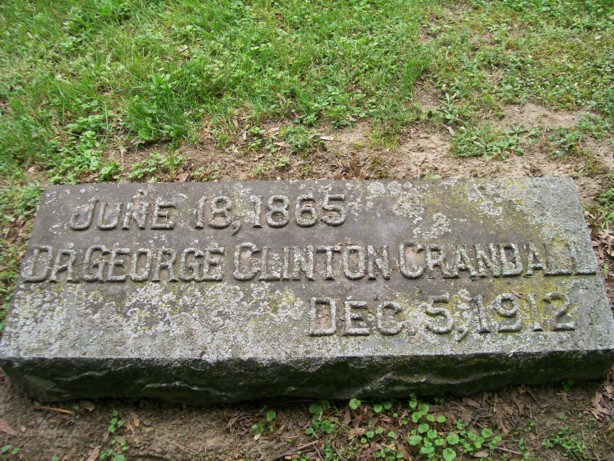 JUNE 18, 1865
DR GEORGE CLINTON CRANDALL
DEC. 5, 1912